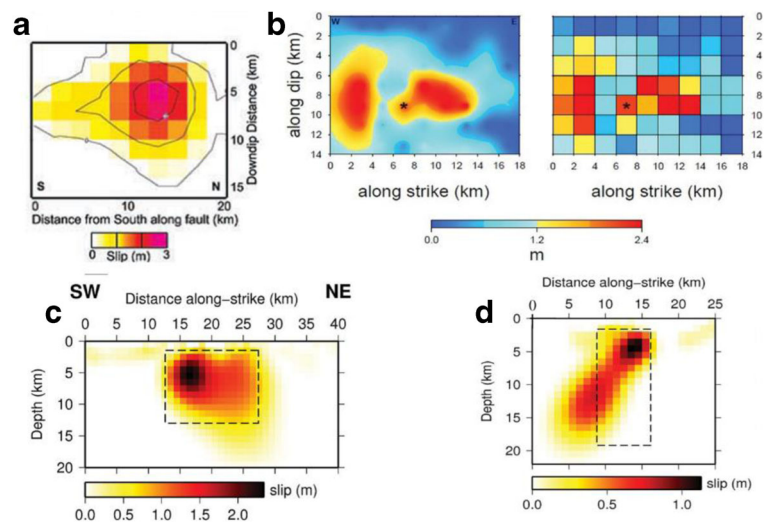 a
0
5
10
15
Downdip Distance (km)
S
N
0
10
20
Distance from South along fault (km)
0
3
Slip (m)
b
W
E
0
2
4
6
8
10
12
14
along dip (km)
0 2 4 6 8 10 12 14 16 18
along strike (km)
0
2
4
6
8
10
12
14
0 2 4 6 8 10 12 14 16 18
along strike (km)
0.0
1.2
2.4
m
c
SW
Distance along-strike (km)
NE
0 5 10 15 20 25 30 35 40
0
5
10
15
20
Depth (km)
slip (m)
0.0 0.5 1.0 1.5 2.0
d
Distance along-strike (km)
0 5 10 15 20 25
0
5
10
15
20
Depth (km)
slip (m)
0.0 0.5 1.0